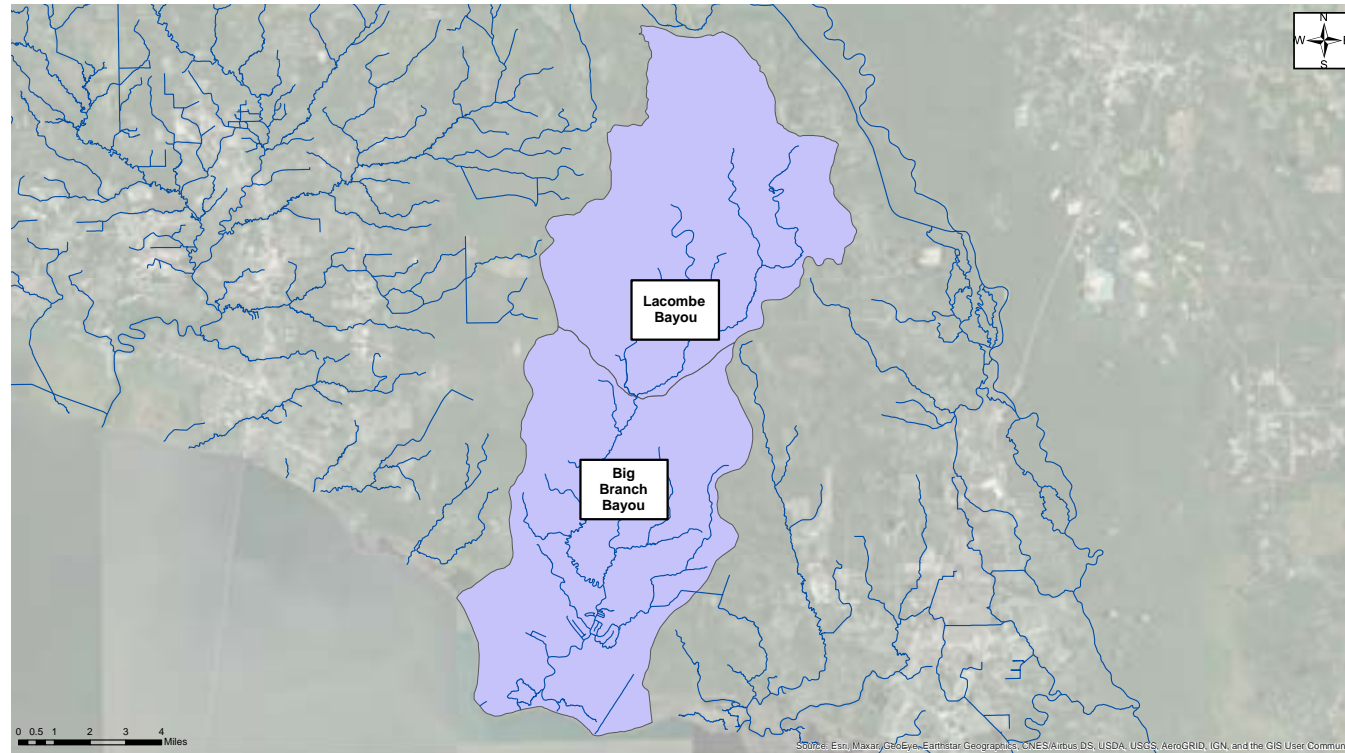 N
W
S
Lacombe
Bayou
Big
Branch
Bayou
0 0.5 1 2 3 4
Miles
Source: Esri, Maxar, GeoEye, Earthstar Geographics, CNES/Airbus DS, USDA, USGS, AeroGRID, IGN, and the GIS User Commun